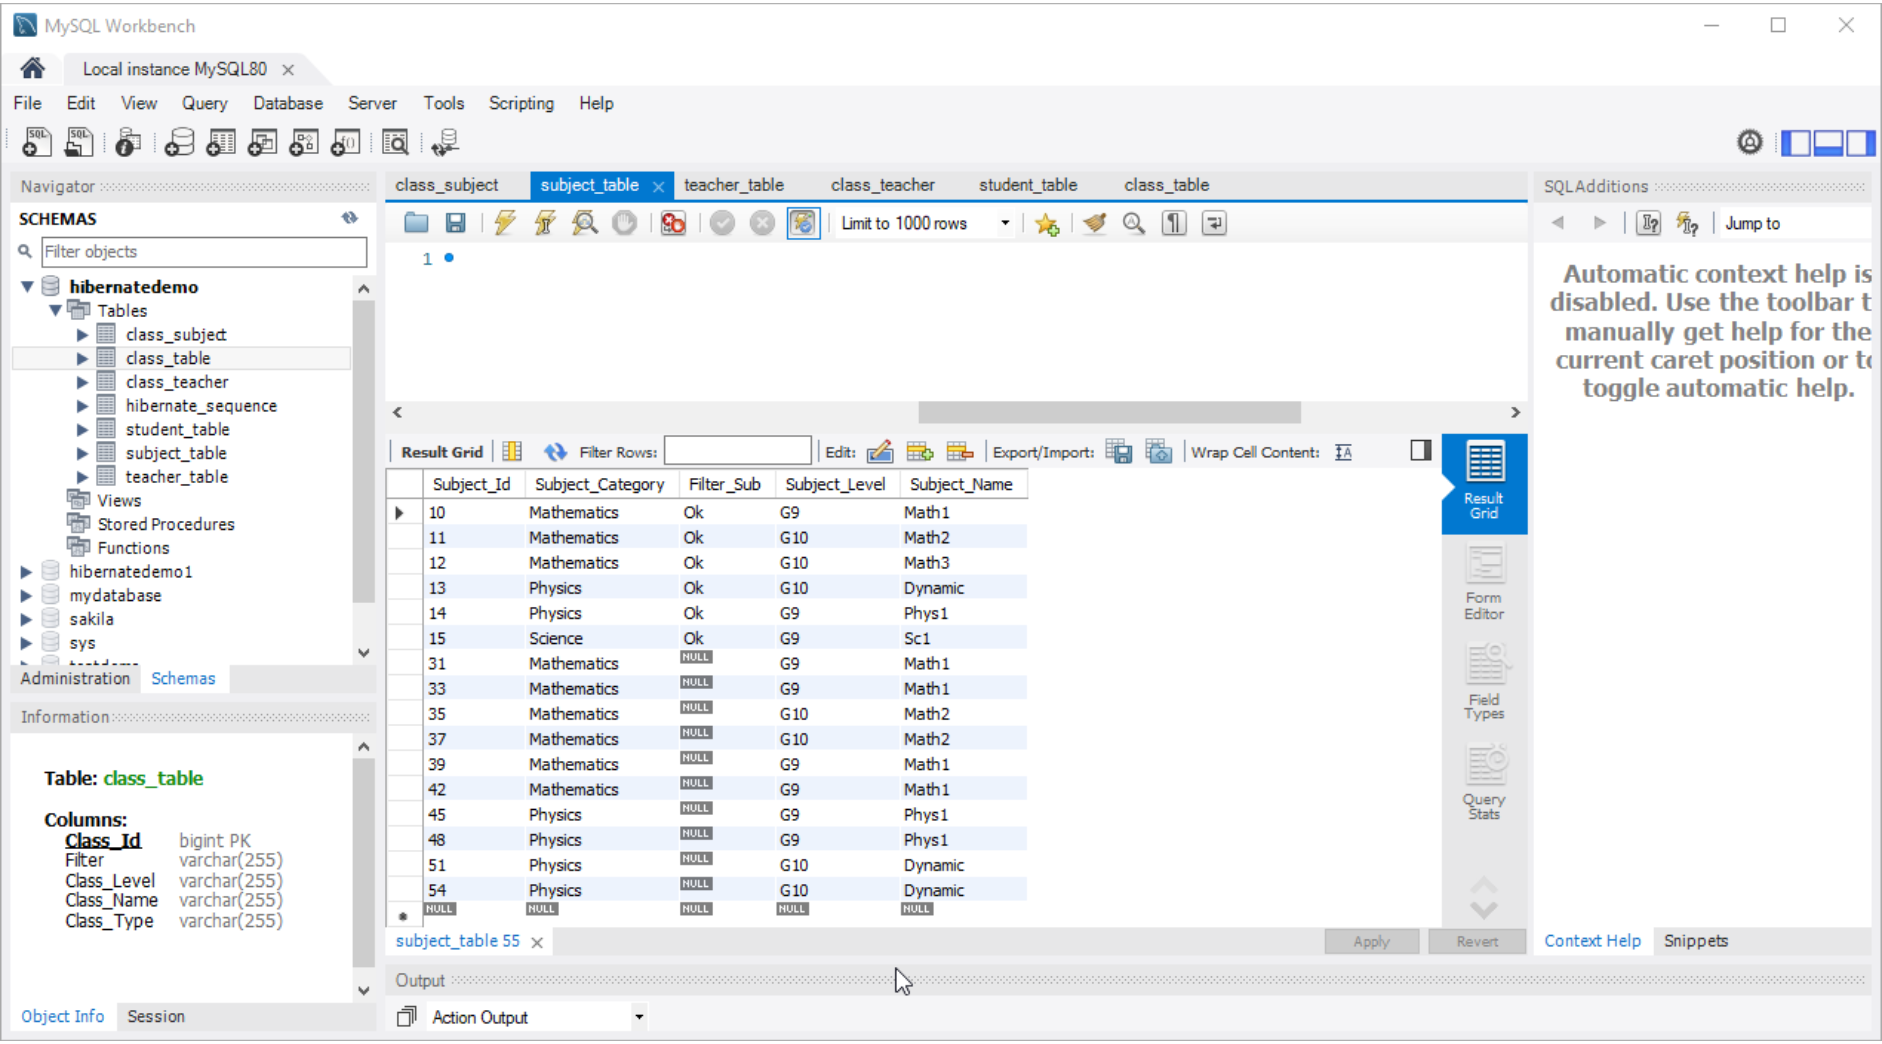 MySQL Workbench
Local instance MySQL80
File Edit View Query Database Server Tools Scripting Help
Navigator
SCHEMAS
Filter objects
hibernatedemo
Tables
class_subject
class_table
class_teacher
hibernate_sequence
student_table
subject_table
teacher_table
Views
Stored Procedures
Functions
hibernatedemo1
mydatabase
sakila
sys
Administration Schemas
Information
Table: class_table
Columns:
Class_Id bigint PK
Filter varchar(255)
Class_Level varchar(255)
Class_Name varchar(255)
Class_Type varchar(255)
Object Info Session
class_subject subject_table teacher_table class_teacher student_table class_table
Limit to 1000 rows
1
Result Grid Filter Rows: Edit: Export/Import: Wrap Cell Content:
Subject_Id Subject_Category Filter_Sub Subject_Level Subject_Name
10 Mathematics Ok G9 Math1
11 Mathematics Ok G10 Math2
12 Mathematics Ok G10 Math3
13 Physics Ok G10 Dynamic
14 Physics Ok G9 Phys1
15 Science Ok G9 Sc1
31 Mathematics NULL G9 Math1
33 Mathematics NULL G9 Math1
35 Mathematics NULL G10 Math2
37 Mathematics NULL G10 Math2
39 Mathematics NULL G9 Math1
42 Mathematics NULL G9 Math1
45 Physics NULL G9 Phys1
48 Physics NULL G9 Phys1
51 Physics NULL G10 Dynamic
54 Physics NULL G10 Dynamic
NULL NULL NULL NULL NULL
Result
Grid
Form
Editor
Field
Types
Query
Stats
subject_table 55
Apply Revert
Output
Action Output
SQLAdditions
Jump to
Automatic context help is
disabled. Use the toolbar t
manually get help for the
current caret position or to
toggle automatic help.
Context Help Snippets